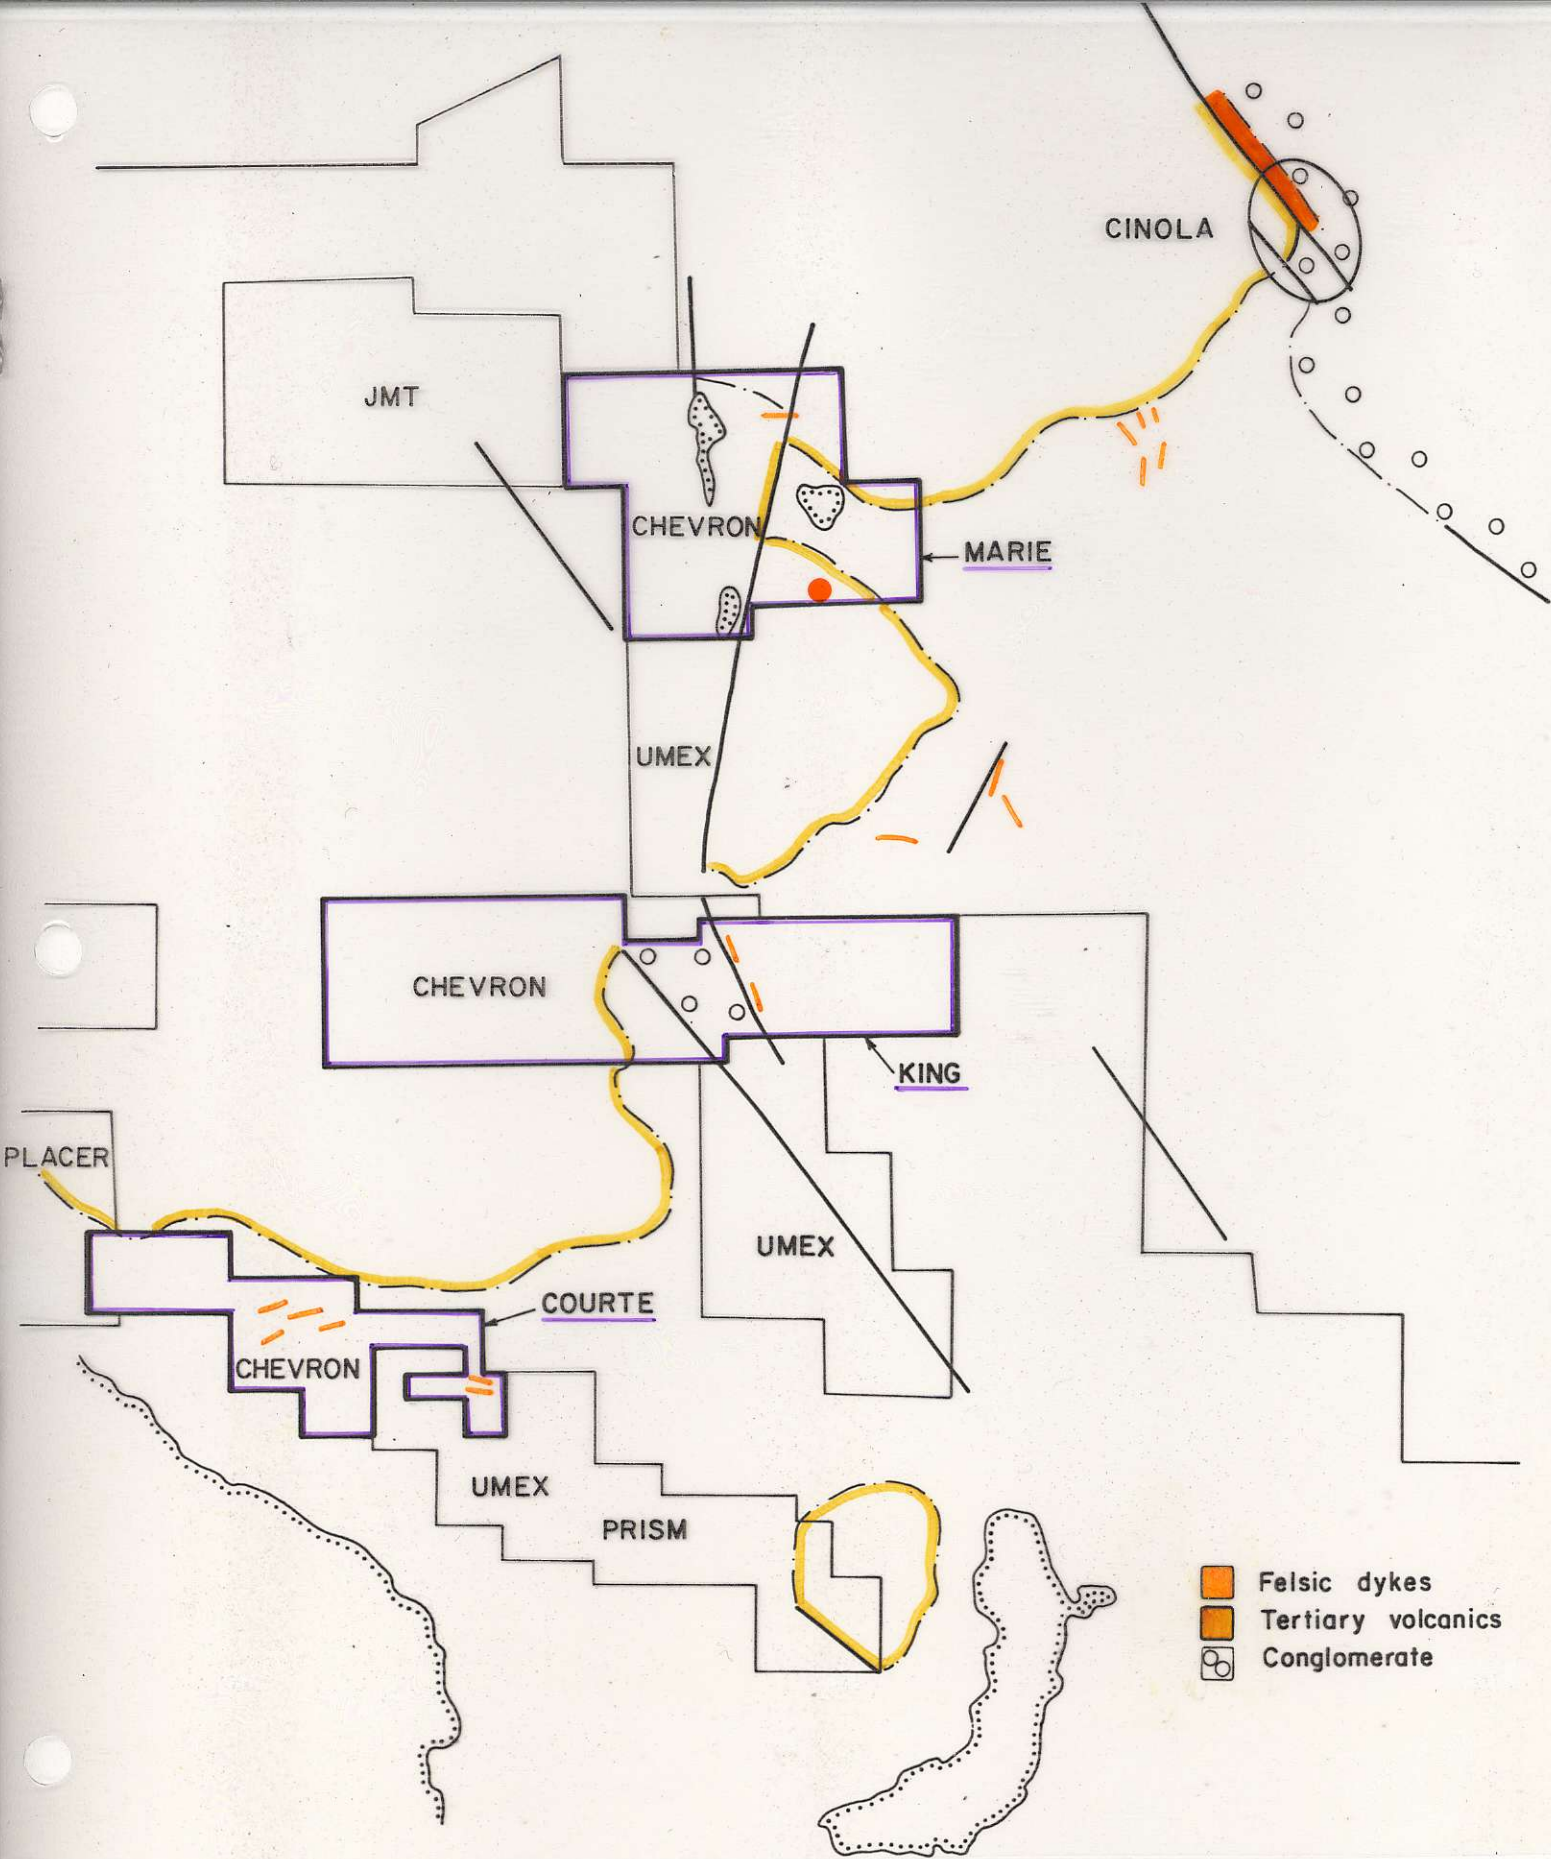 CINOLA
JMT
CHEVRON
MARIE
UMEX
CHEVRON
KING
PLACER
UMEX
COURTE
CHEVRON
UMEX
PRISM
Felsic dykes
Tertiary volcanics
Conglomerate